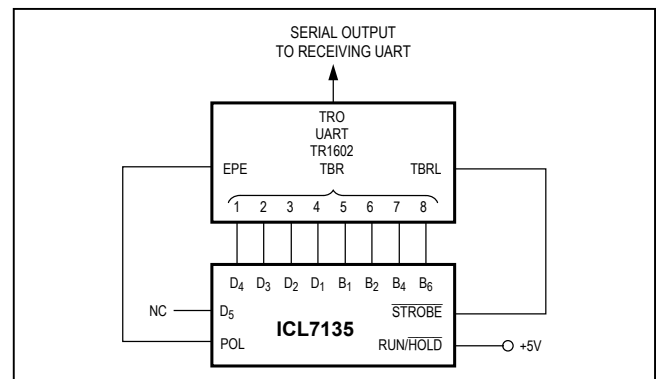 SERIAL OUTPUT
TO RECEIVING UART
TRO
UART
TR1602
EPE TBR TBRL
1 2 3 4 5 6 7 8
D4 D3 D2 D1 B1 B2 B4 B6
NC D5 STROBE
ICL7135
POL RUN/HOLD +5V